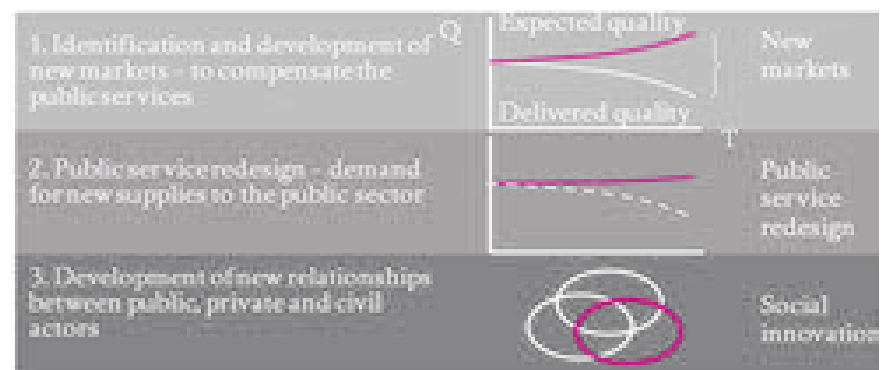 1. Identification and development of
new markets - to compensate the
public services
Q
Expected quality
Delivered quality
T
New
markets
2. Public service redesign - demand
for new supplies to the public sector
Public
service
redesign
3. Development of new relationships
between public, private and civil
actors
Social
innovation